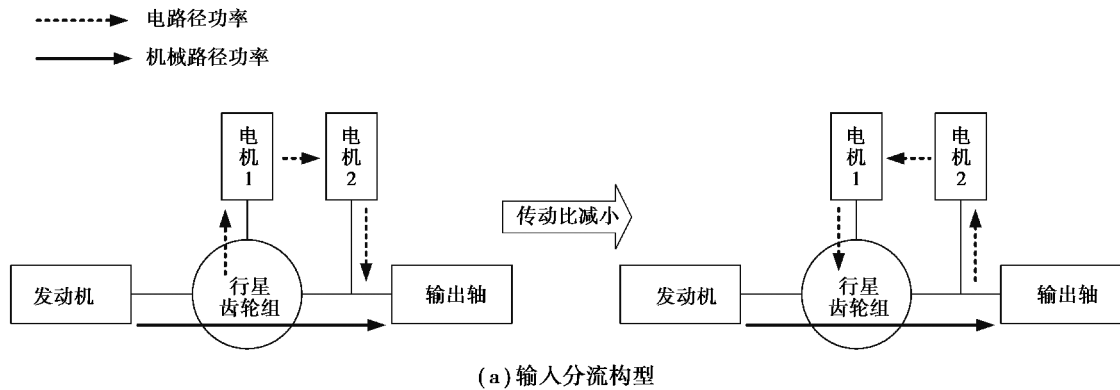 电路径功率
机械路径功率
电机1
电机2
发动机
行星
齿轮组
输出轴
传动比减小
电机1
电机2
发动机
行星
齿轮组
输出轴
(a)输入分流构型